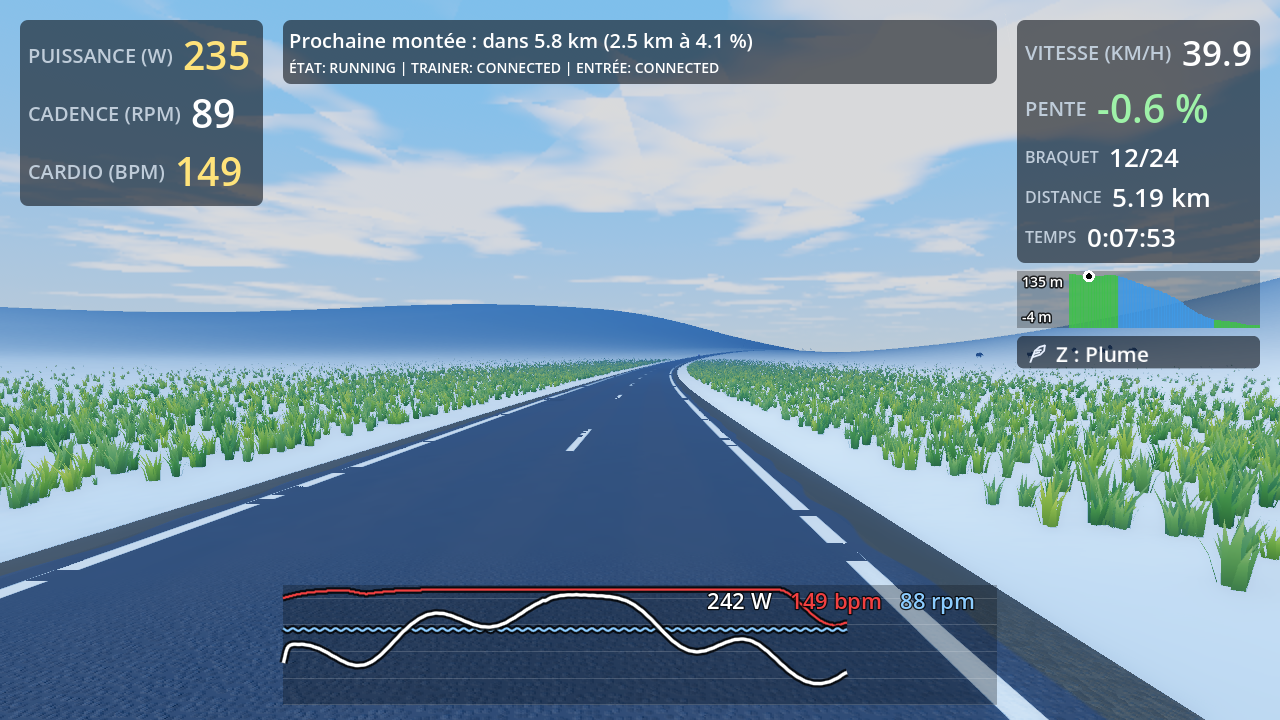 PUISSANCE (W) 235
CADENCE (RPM) 89
CARDIO (BPM) 149
Prochaine montée : dans 5.8 km (2.5 km à 4.1 %)
ÉTAT: RUNNING | TRAINER: CONNECTED | ENTRÉE: CONNECTED
VITESSE (KM/H) 39.9
PENTE -0.6 %
BRAQUET 12/24
DISTANCE 5.19 km
TEMPS 0:07:53
135 m
-4 m
Z : Plume
242 W 149 bpm 88 rpm